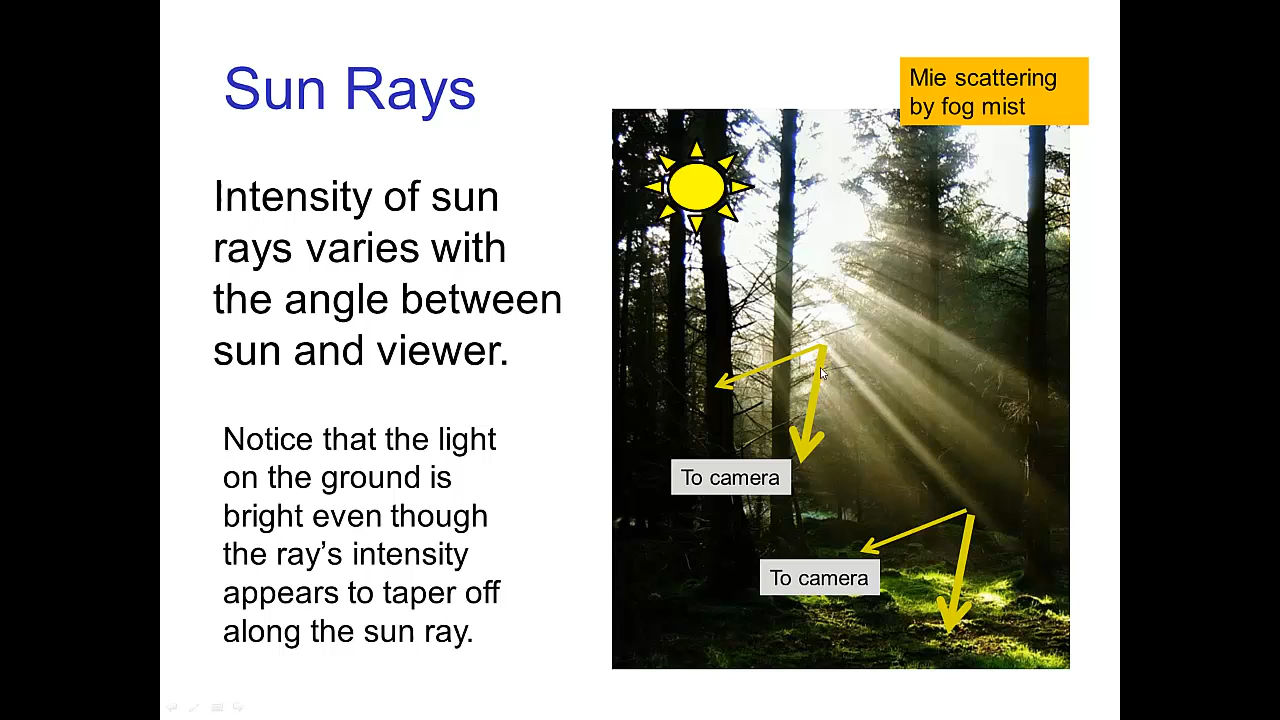 Sun Rays
Mie scattering
by fog mist
Intensity of sun
rays varies with
the angle between
sun and viewer.
Notice that the light
on the ground is
bright even though
the ray’s intensity
appears to taper off
along the sun ray.
To camera
To camera